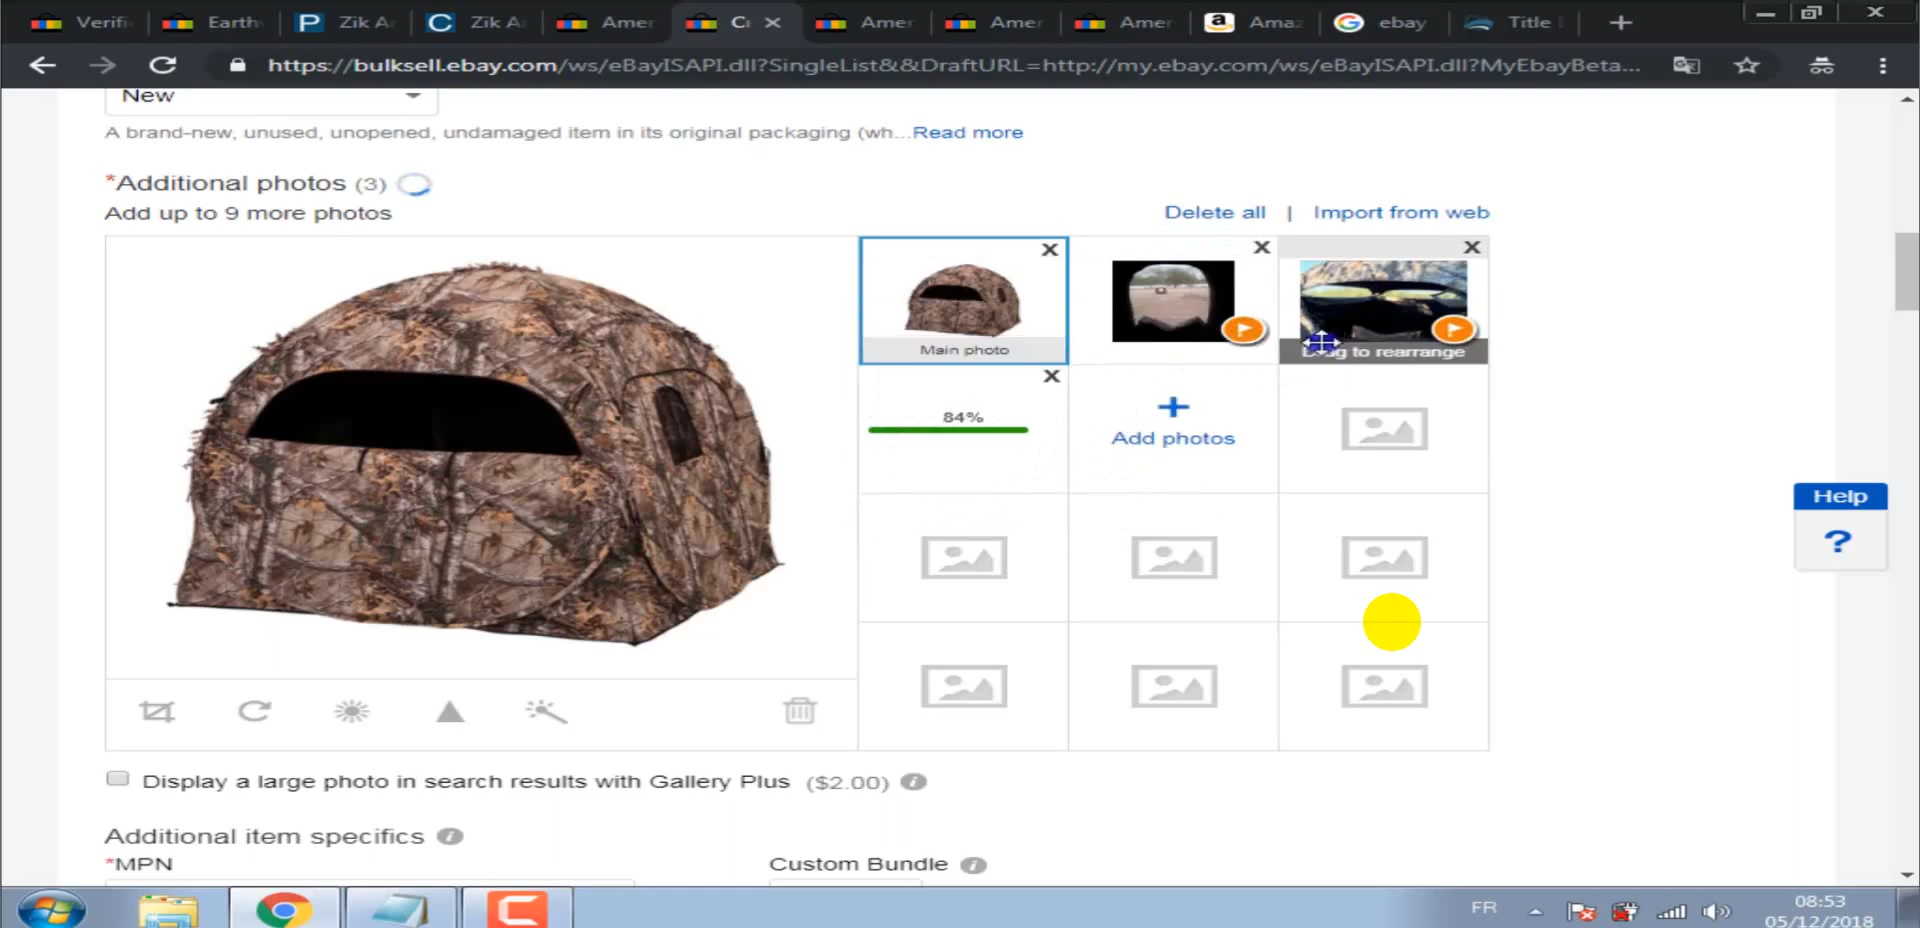 Verifi Earth Zik A Zik A Amer Cr Amer Amer Amer Amaz ebay Title
https://bulksell.ebay.com/ws/eBayISAPI.dll?SingleList&&DraftURL=http://my.ebay.com/ws/eBayISAPI.dll?MyEbayBeta...
New
A brand-new, unused, unopened, undamaged item in its original packaging (wh...Read more
*Additional photos (3)
Add up to 9 more photos
Delete all | Import from web
Main photo
to rearrange
84%
Add photos
Help
?
Display a large photo in search results with Gallery Plus ($2.00)
Additional item specifics
*MPN
Custom Bundle
FR
08:53
05/12/2018